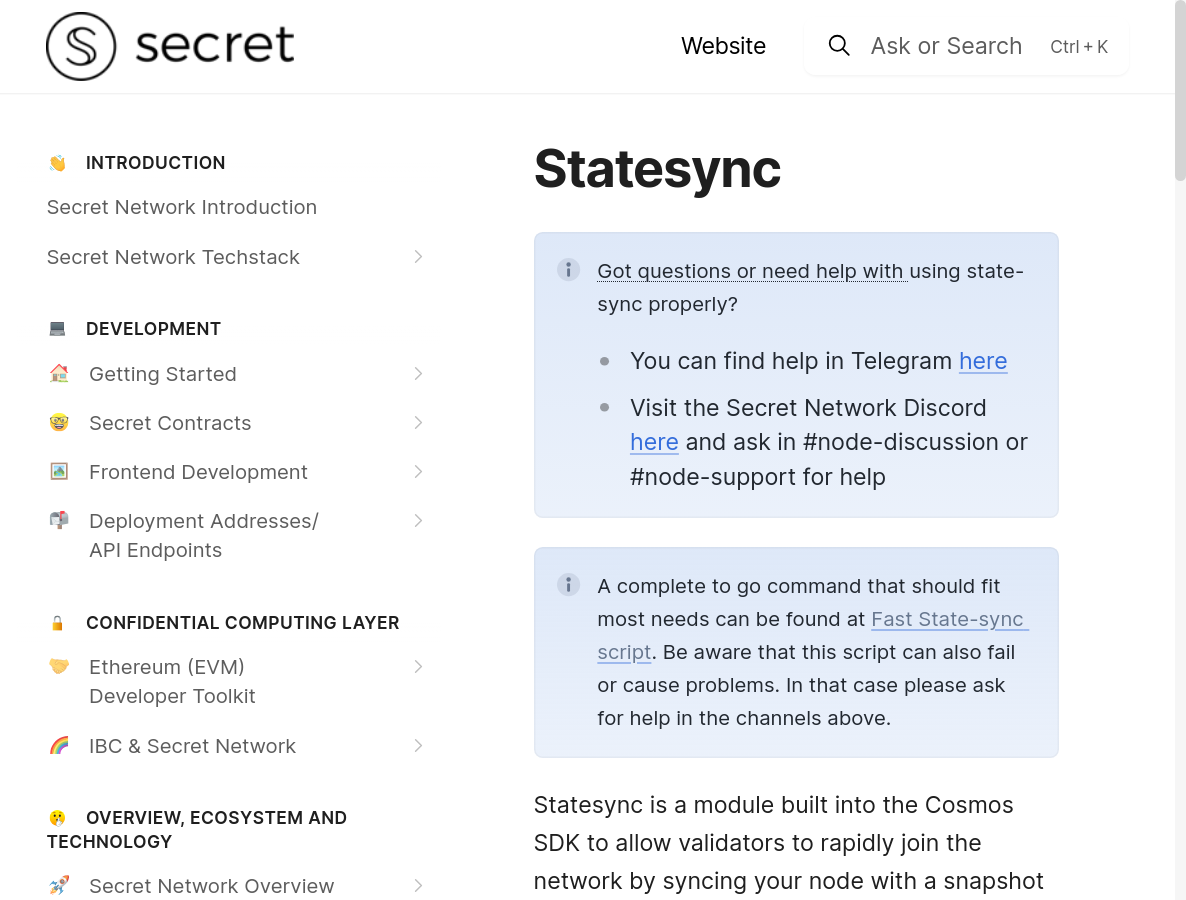 secret
Website
Ask or Search Ctrl + K
INTRODUCTION
Secret Network Introduction
Secret Network Techstack
DEVELOPMENT
Getting Started
Secret Contracts
Frontend Development
Deployment Addresses/
API Endpoints
CONFIDENTIAL COMPUTING LAYER
Ethereum (EVM)
Developer Toolkit
IBC & Secret Network
OVERVIEW, ECOSYSTEM AND
TECHNOLOGY
Secret Network Overview
Statesync
Got questions or need help with using state-
sync properly?
You can find help in Telegram here
Visit the Secret Network Discord
here and ask in #node-discussion or
#node-support for help
A complete to go command that should fit
most needs can be found at Fast State-sync
script. Be aware that this script can also fail
or cause problems. In that case please ask
for help in the channels above.
Statesync is a module built into the Cosmos
SDK to allow validators to rapidly join the
network by syncing your node with a snapshot